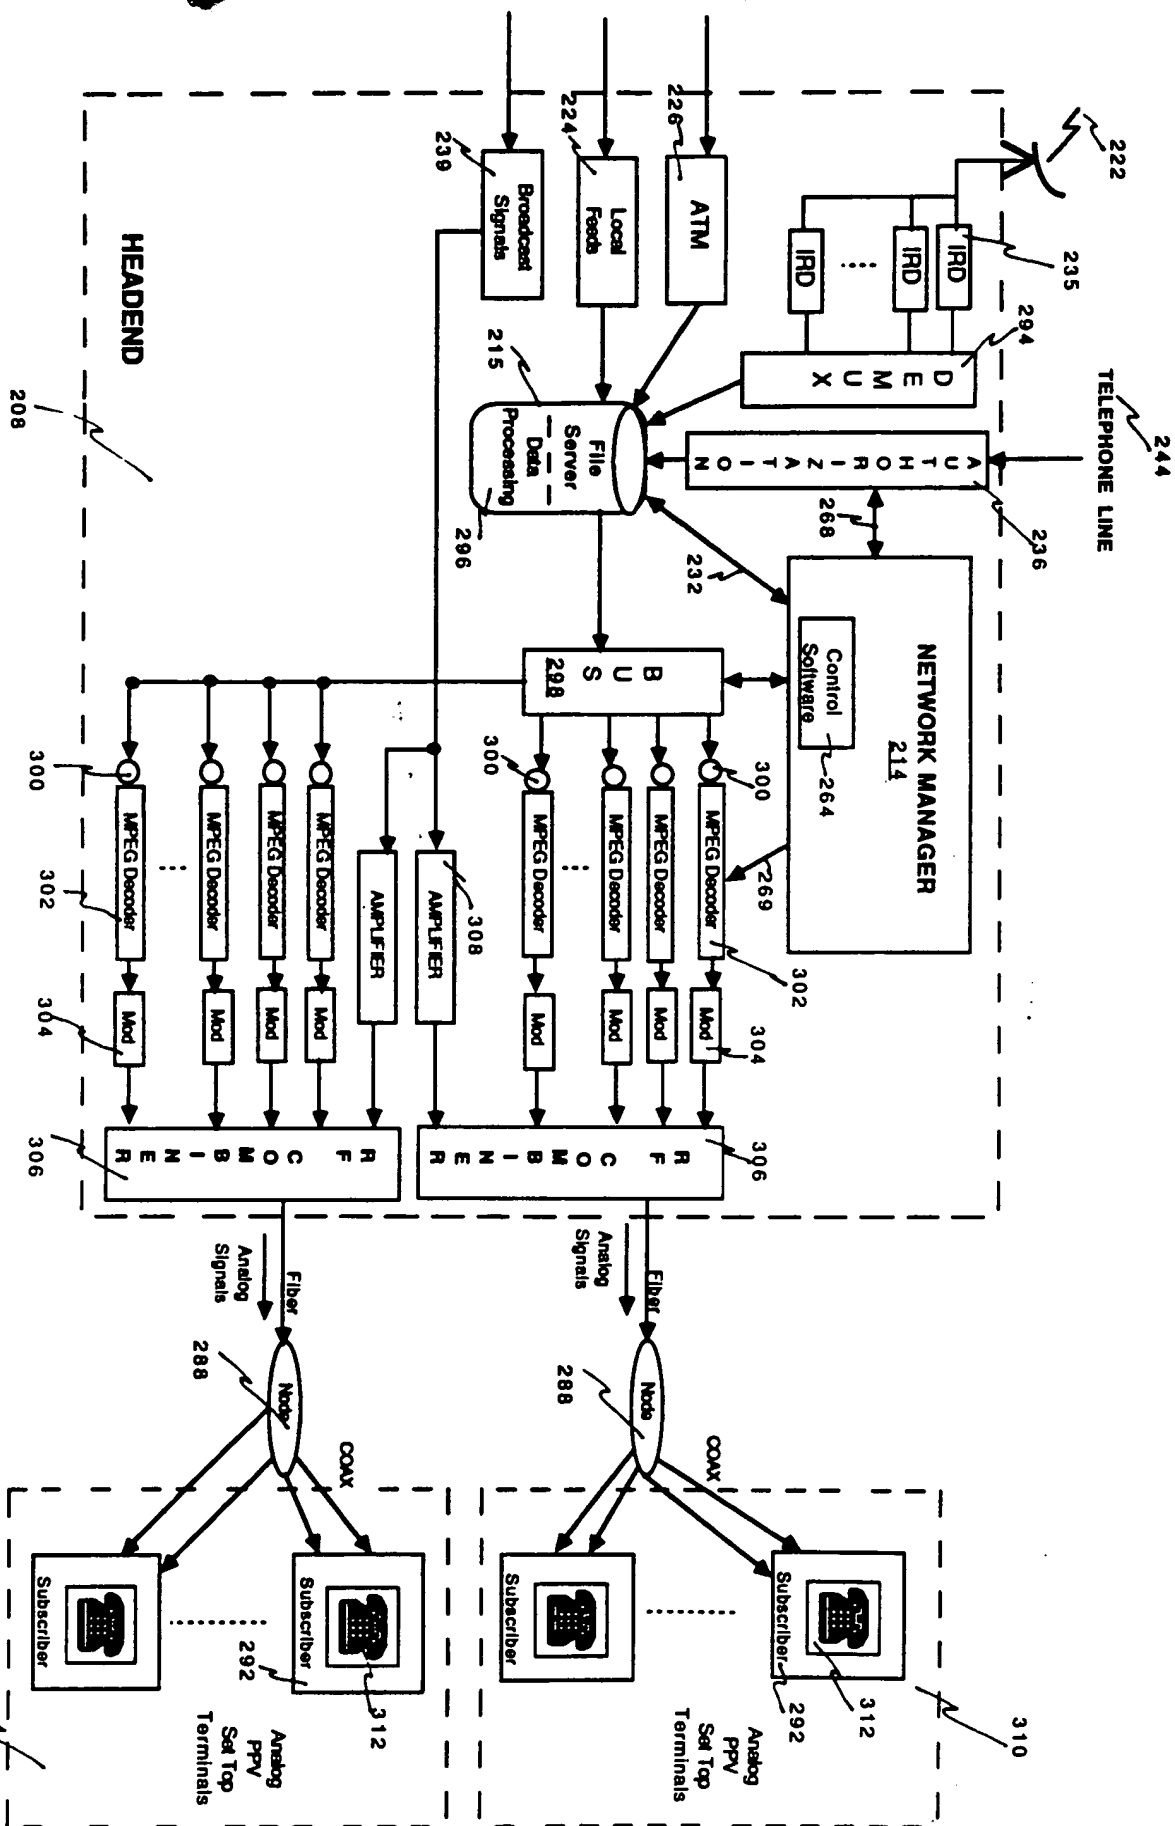 222
235
294
TELEPHONE LINE
244
IRD
IRD
IRD
DEMUX
AUTHORIZATION
236
268
226
ATM
224
Local
Feeds
239
Broadcast
Signals
215
File
Server
Data
Processing
296
232
NETWORK MANAGER
214
Control
Software
264
269
BUS
298
300
MPEG Decoder
302
Mod
304
MPEG Decoder
Mod
MPEG Decoder
Mod
300
MPEG Decoder
Mod
308
AMPLIFIER
AMPLIFIER
MPEG Decoder
Mod
MPEG Decoder
Mod
MPEG Decoder
Mod
300
MPEG Decoder
302
Mod
304
RF COMBINER
306
RF COMBINER
306
HEADEND
208
Fiber
Analog
Signals
Fiber
Analog
Signals
Node
288
COAX
Node
288
COAX
310
Subscriber
292
312
Subscriber
Analog
PPV
Set Top
Terminals
Subscriber
292
312
Subscriber
Analog
PPV
Set Top
Terminals